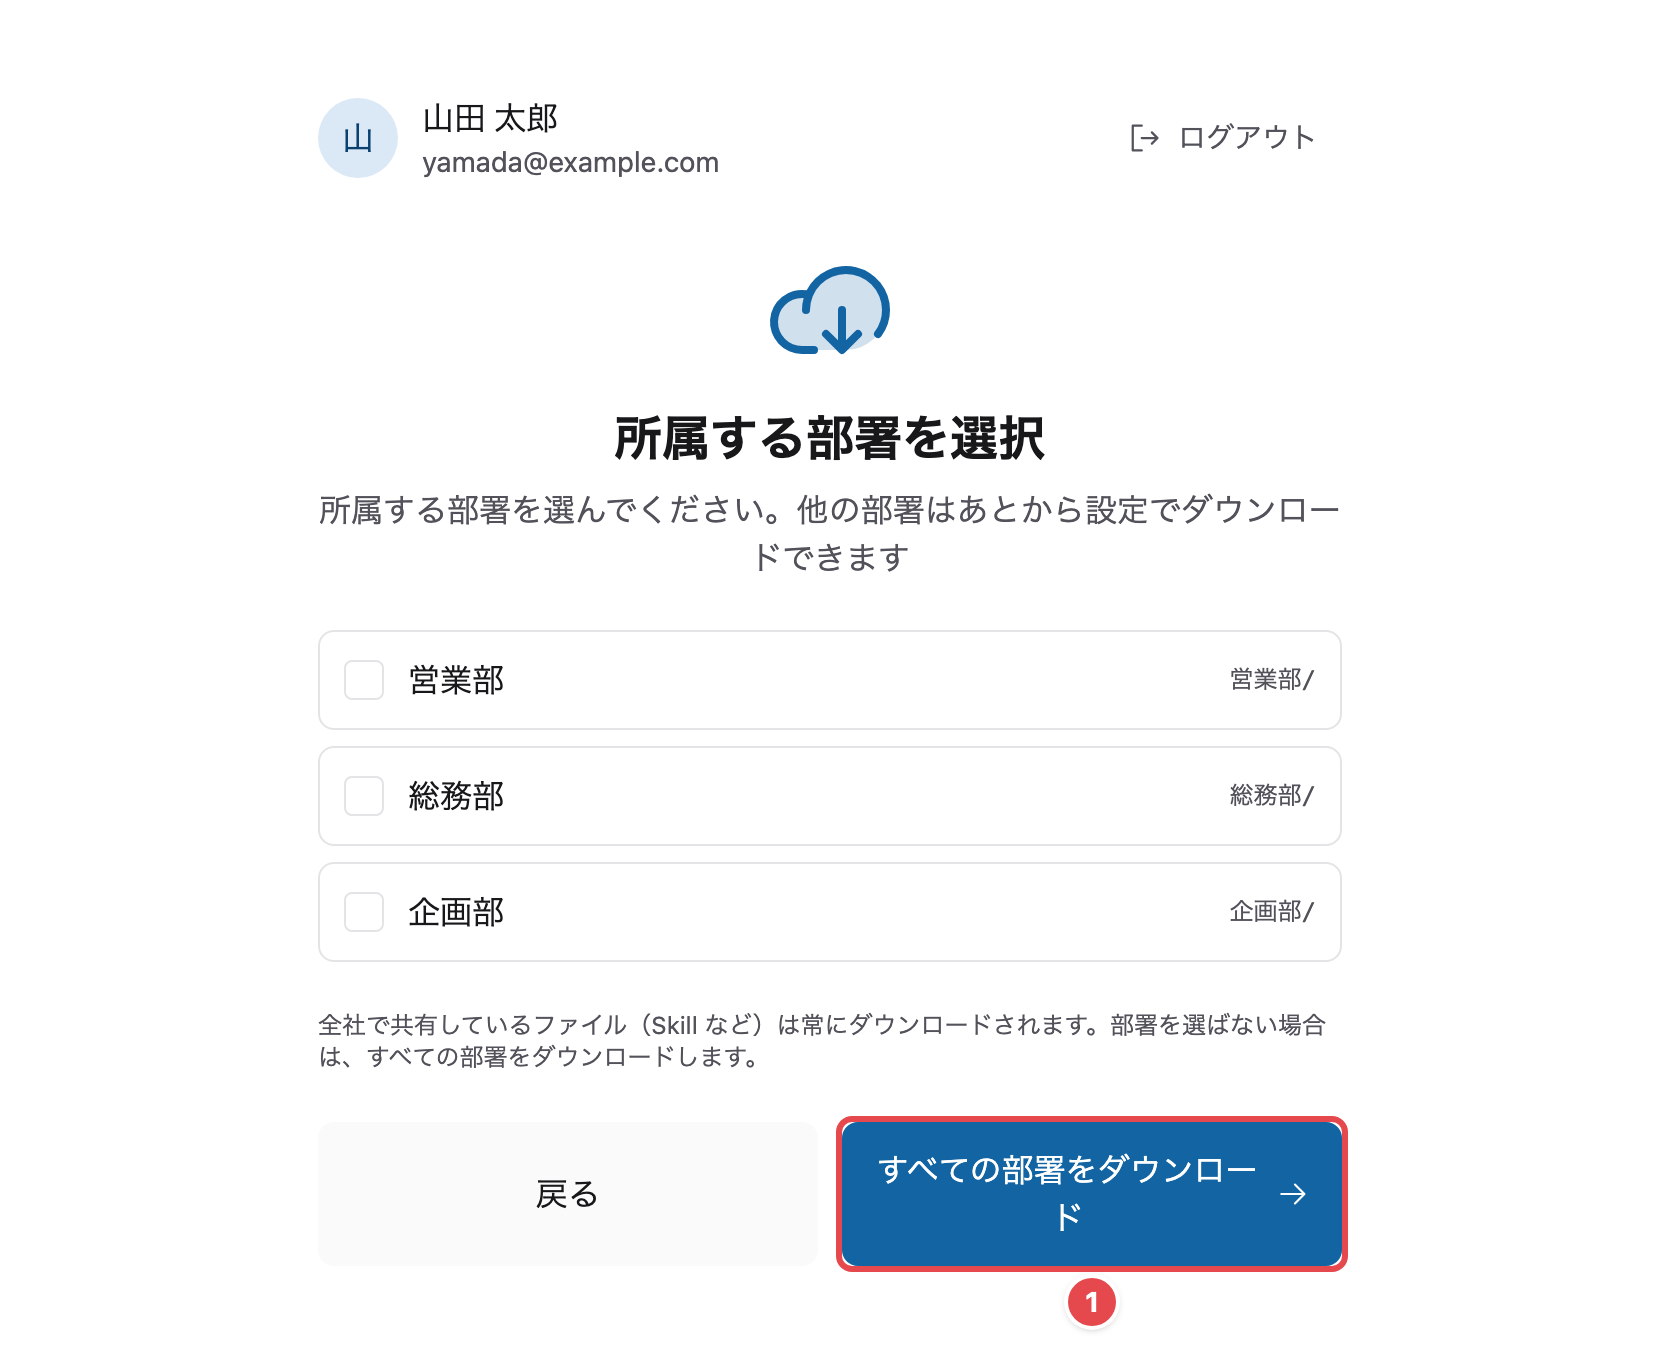 山
山田 太郎
yamada@example.com
ログアウト
所属する部署を選択
所属する部署を選んでください。他の部署はあとから設定でダウンロー
ドできます
営業部
営業部/
総務部
総務部/
企画部
企画部/
全社で共有しているファイル（Skill など）は常にダウンロードされます。部署を選ばない場合
は、すべての部署をダウンロードします。
戻る
すべての部署をダウンロー
ド
1